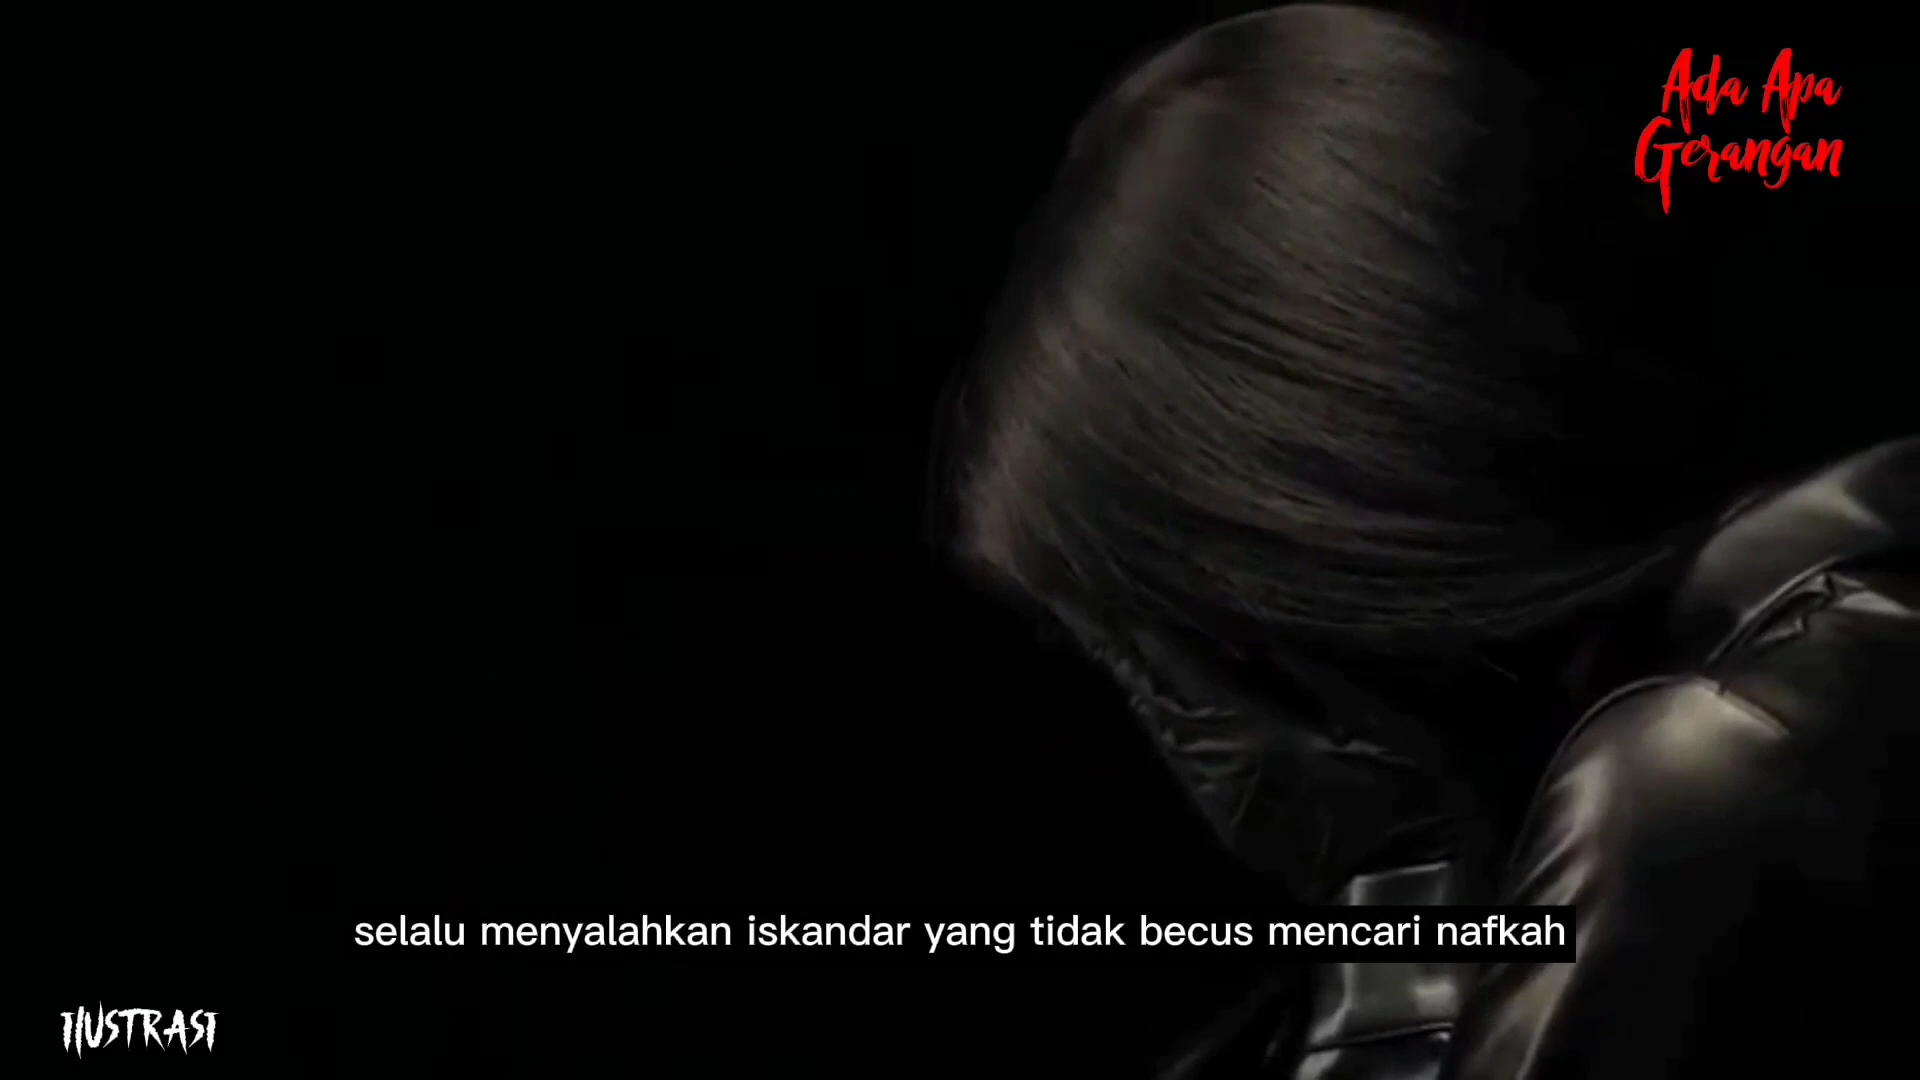 Ada Apa
Gerangan
selalu menyalahkan iskandar yang tidak becus mencari nafkah
ILUSTRASI